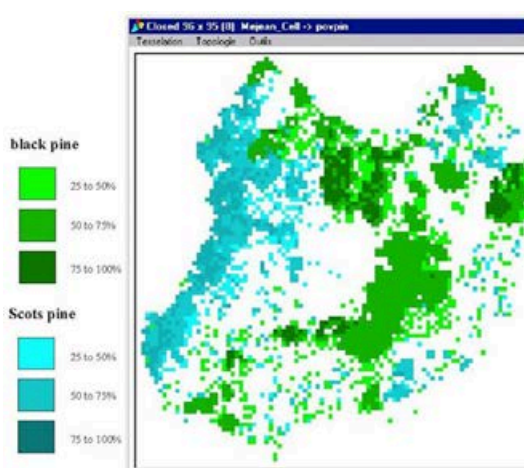 Closed 96 x 95 (8) Mejean_Cell -> povpin
Tesselation Topologie Outils
black pine
25 to 50%
50 to 75%
75 to 100%
Scots pine
25 to 50%
50 to 75%
75 to 100%